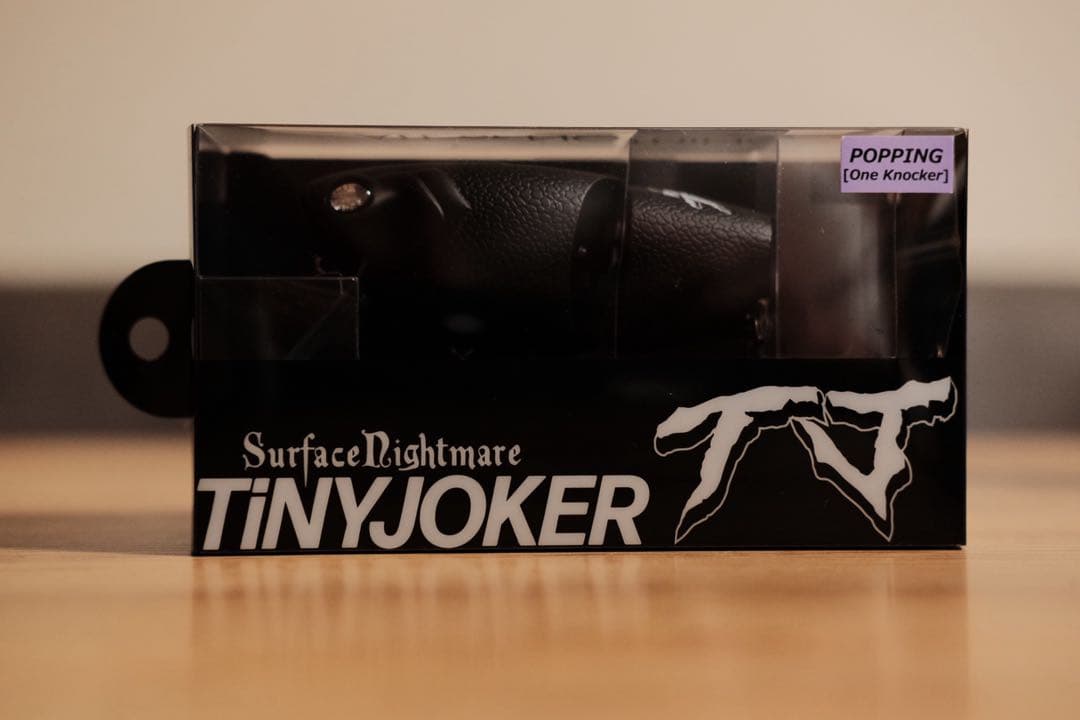 POPPING
[One Knocker]
SurfaceNightmare
TiNYJOKER
TJ